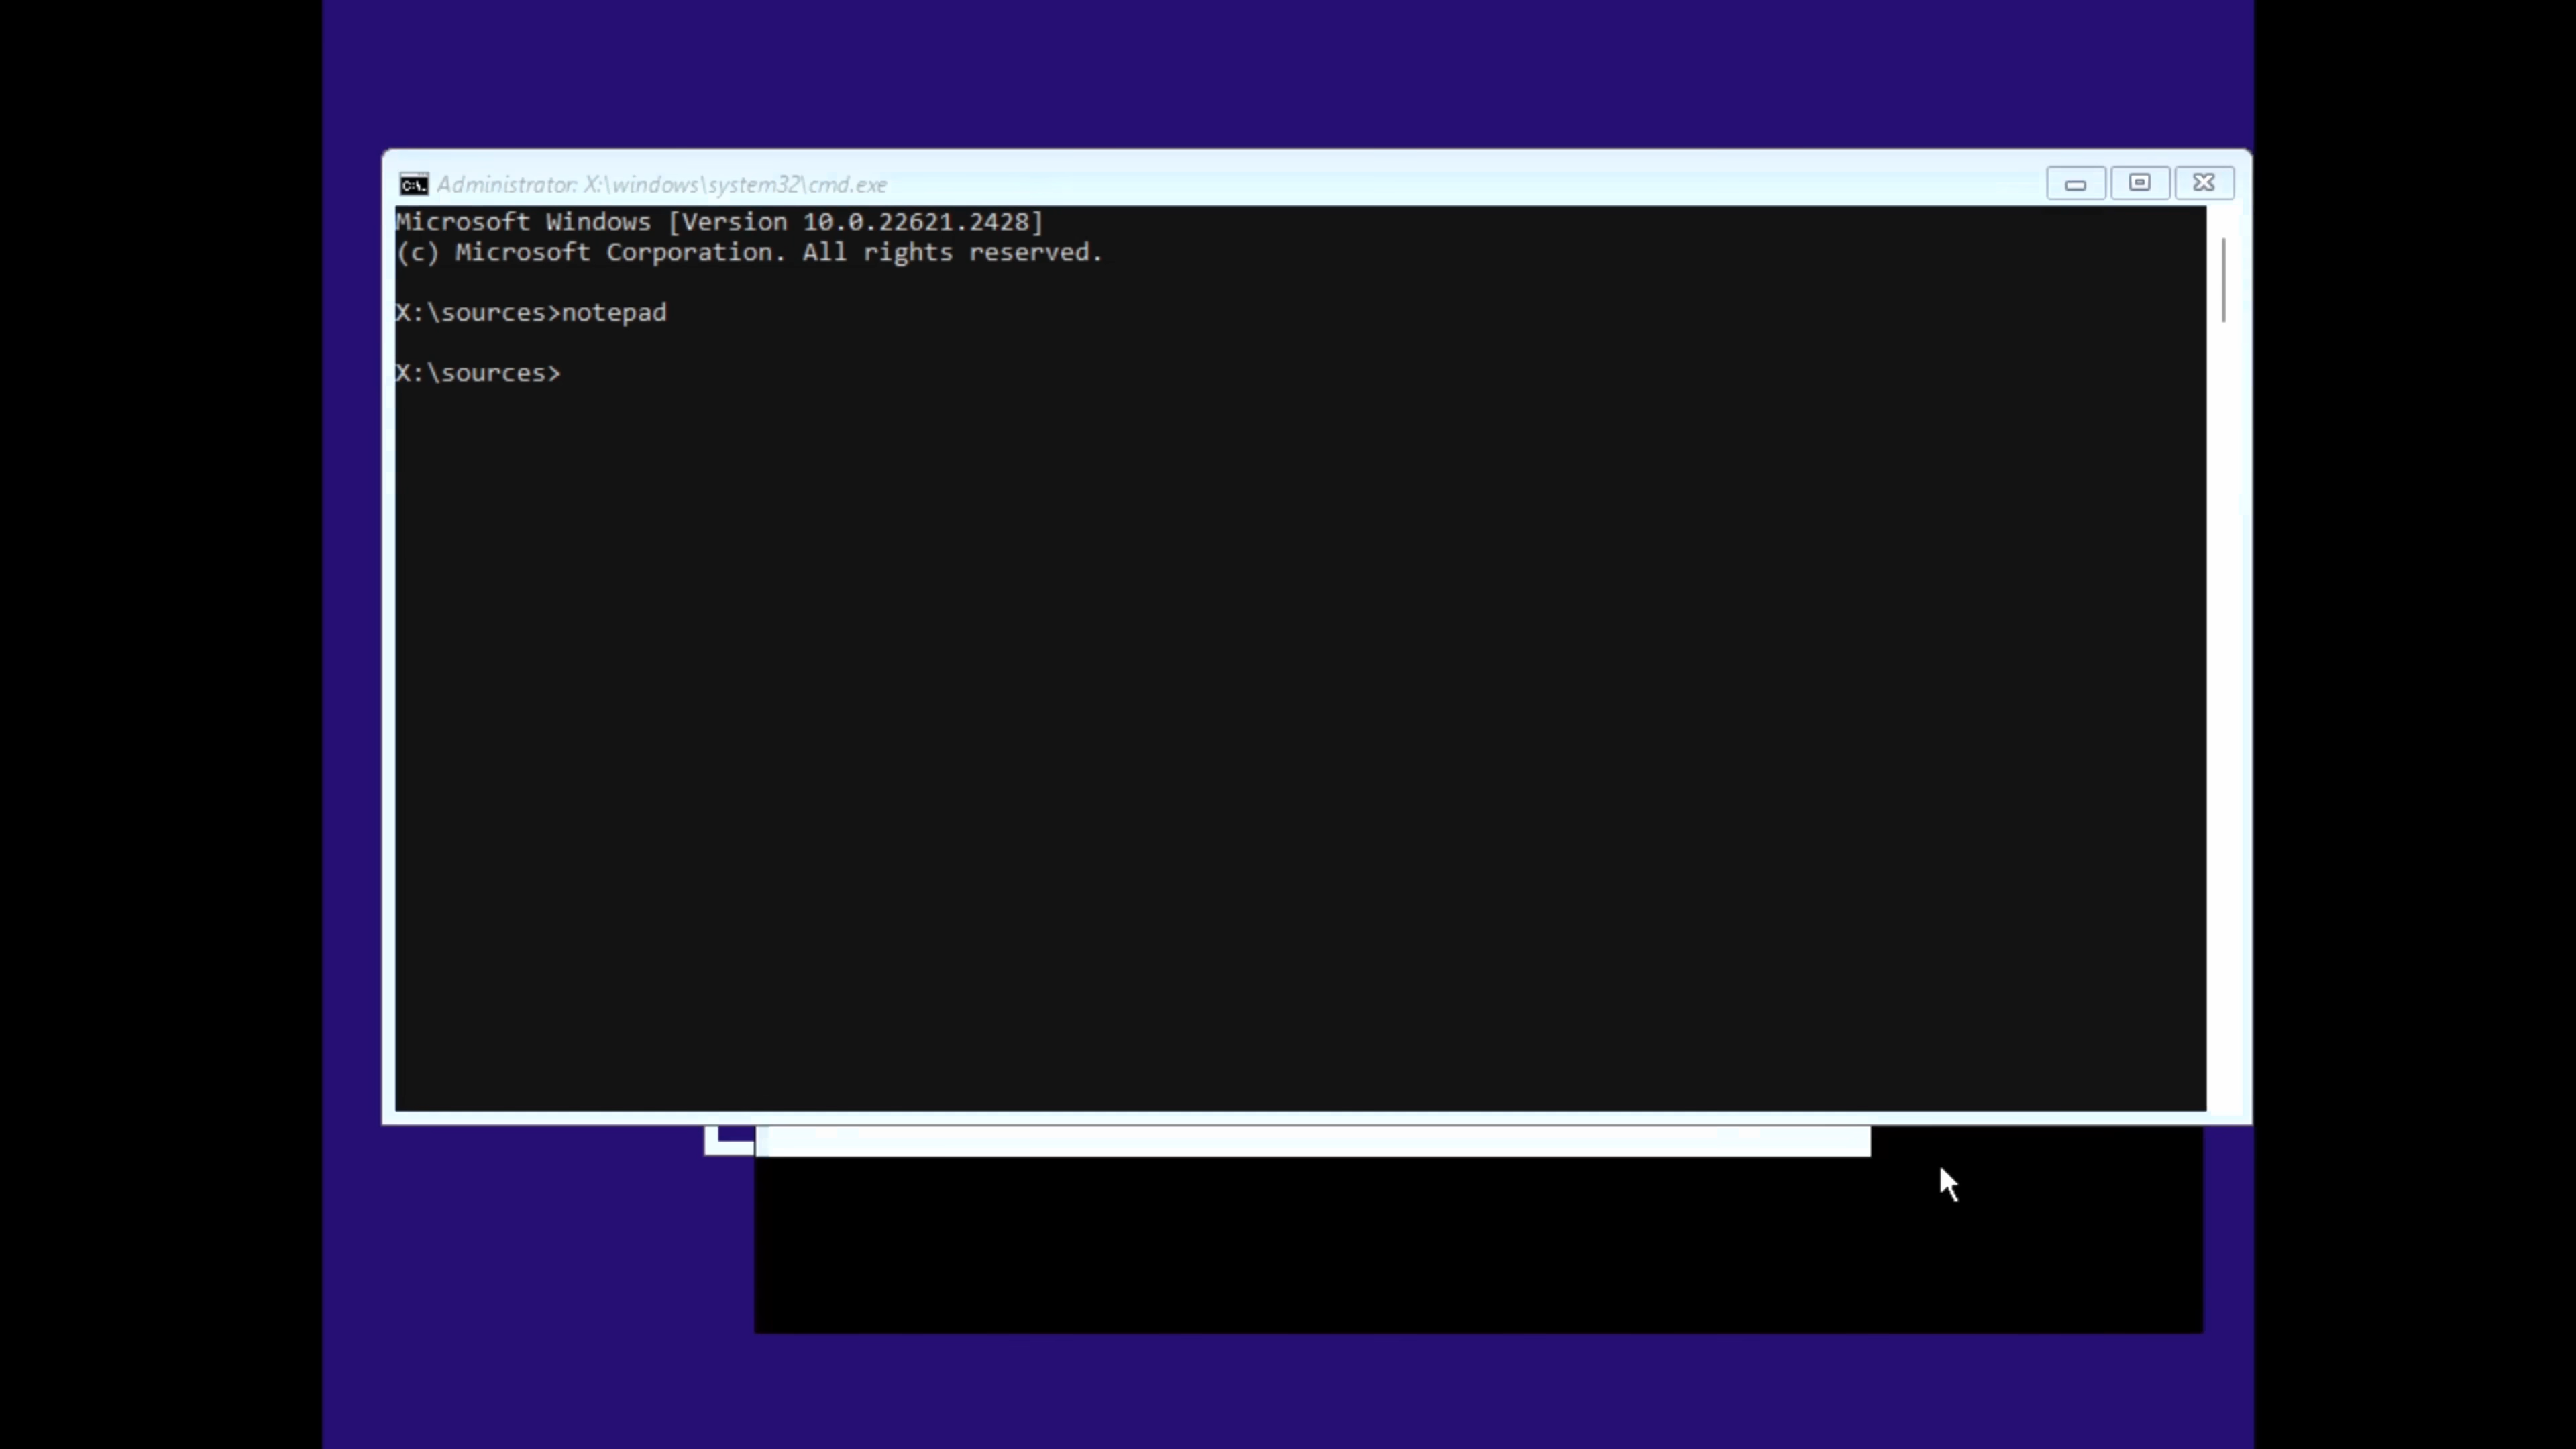 Administrator: X:\windows\system32\cmd.exe
Microsoft Windows [Version 10.0.22621.2428]
(c) Microsoft Corporation. All rights reserved.
X:\sources>notepad
X:\sources>